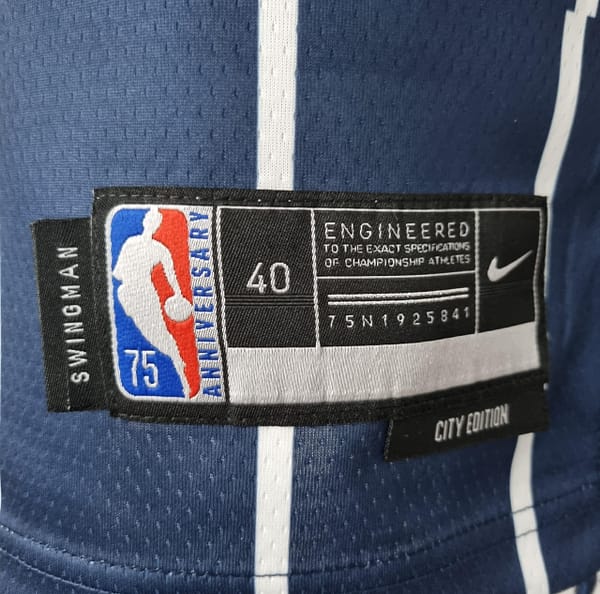 SWINGMAN
75
ANNIVERSARY
40
ENGINEERED
TO THE EXACT SPECIFICATIONS
OF CHAMPIONSHIP ATHLETES
75N1925841
CITY EDITION